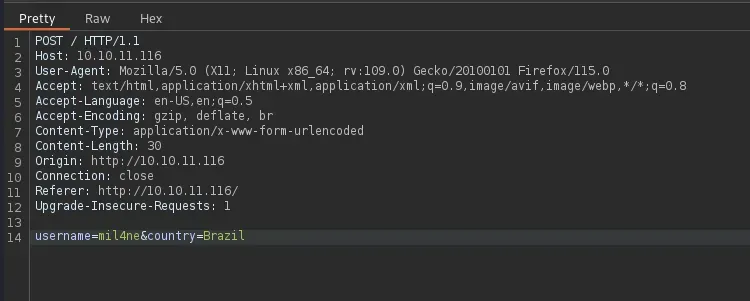 Pretty Raw Hex
1 POST / HTTP/1.1
2 Host: 10.10.11.116
3 User-Agent: Mozilla/5.0 (X11; Linux x86_64; rv:109.0) Gecko/20100101 Firefox/115.0
4 Accept: text/html,application/xhtml+xml,application/xml;q=0.9,image/avif,image/webp,*/*;q=0.8
5 Accept-Language: en-US,en;q=0.5
6 Accept-Encoding: gzip, deflate, br
7 Content-Type: application/x-www-form-urlencoded
8 Content-Length: 30
9 Origin: http://10.10.11.116
10 Connection: close
11 Referer: http://10.10.11.116/
12 Upgrade-Insecure-Requests: 1
13
14 username=mil4ne&country=Brazil